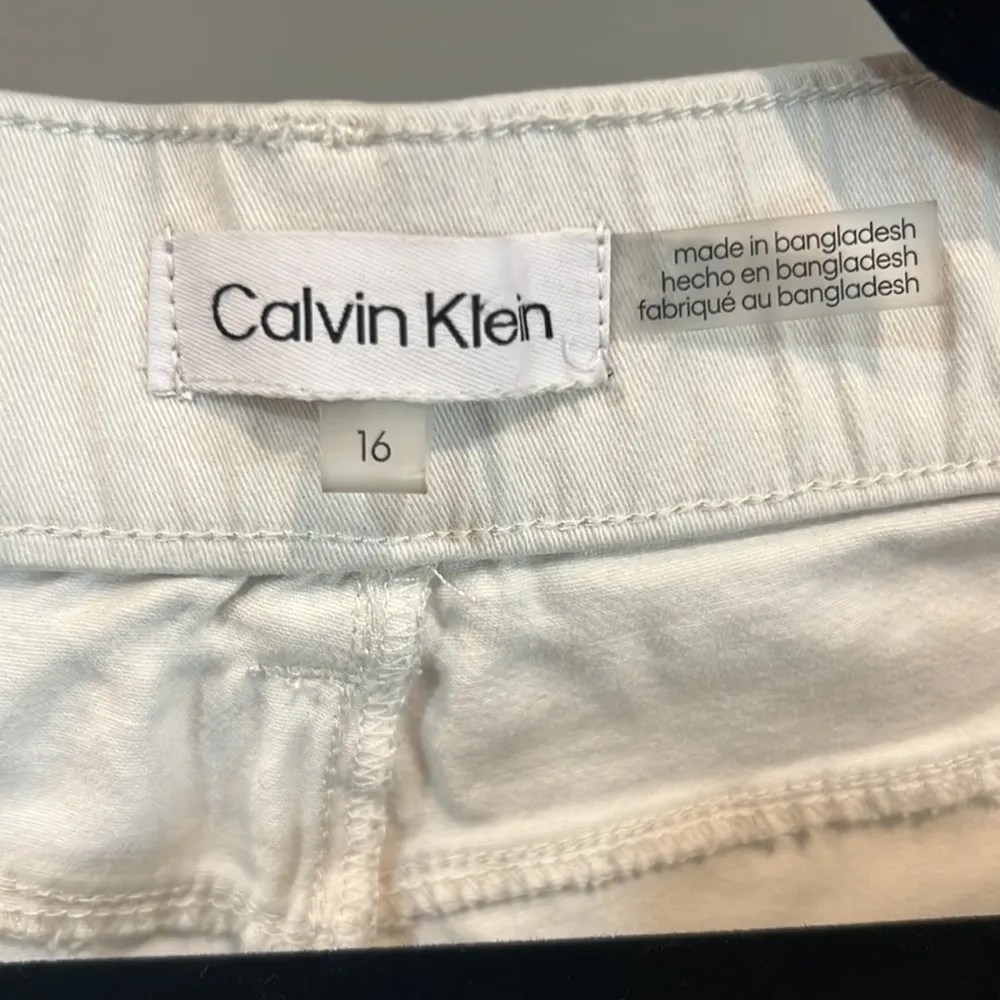 Calvin Klein
made in bangladesh
hecho en bangladesh
fabriqué au bangladesh
16